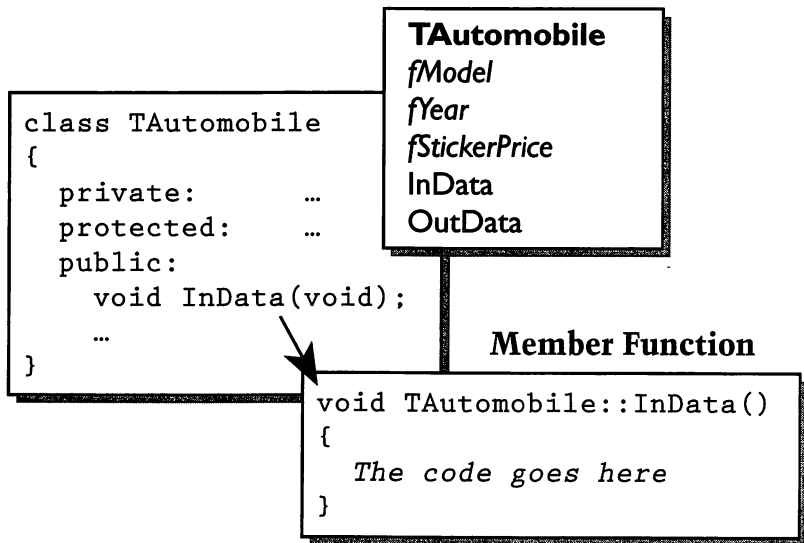 TAutomobile
fModel
fYear
fStickerPrice
InData
OutData
class TAutomobile
{
private: …
protected: …
public:
void InData(void);
…
}
Member Function
void TAutomobile::InData()
{
The code goes here
}